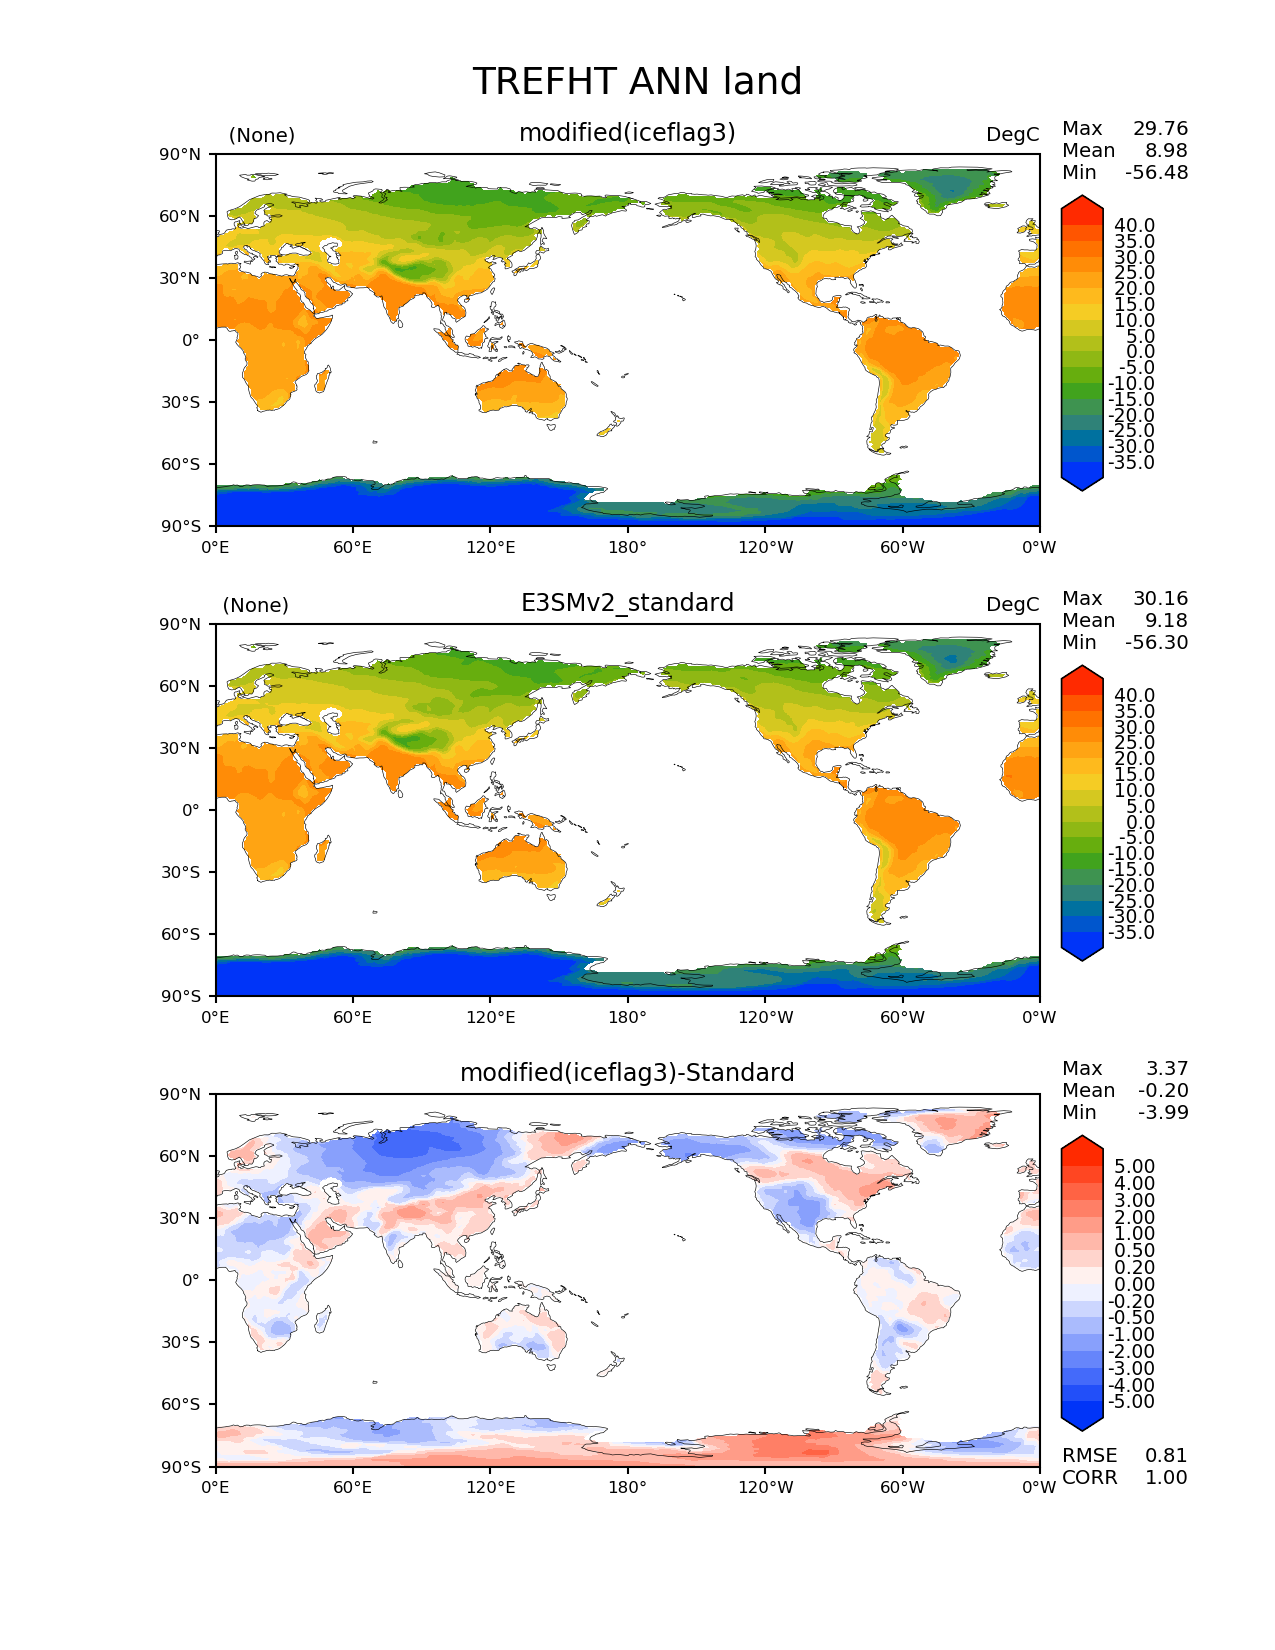 TREFHT ANN land
(None) modified(iceflag3) DegC
Max 29.76
Mean 8.98
Min -56.48
90°N
60°N
30°N
0°
30°S
60°S
90°S
0°E 60°E 120°E 180° 120°W 60°W 0°W
40.0
35.0
30.0
25.0
20.0
15.0
10.0
5.0
0.0
-5.0
-10.0
-15.0
-20.0
-25.0
-30.0
-35.0
(None) E3SMv2_standard DegC
Max 30.16
Mean 9.18
Min -56.30
90°N
60°N
30°N
0°
30°S
60°S
90°S
0°E 60°E 120°E 180° 120°W 60°W 0°W
40.0
35.0
30.0
25.0
20.0
15.0
10.0
5.0
0.0
-5.0
-10.0
-15.0
-20.0
-25.0
-30.0
-35.0
modified(iceflag3)-Standard
Max 3.37
Mean -0.20
Min -3.99
90°N
60°N
30°N
0°
30°S
60°S
90°S
0°E 60°E 120°E 180° 120°W 60°W 0°W
5.00
4.00
3.00
2.00
1.00
0.50
0.20
0.00
-0.20
-0.50
-1.00
-2.00
-3.00
-4.00
-5.00
RMSE 0.81
CORR 1.00